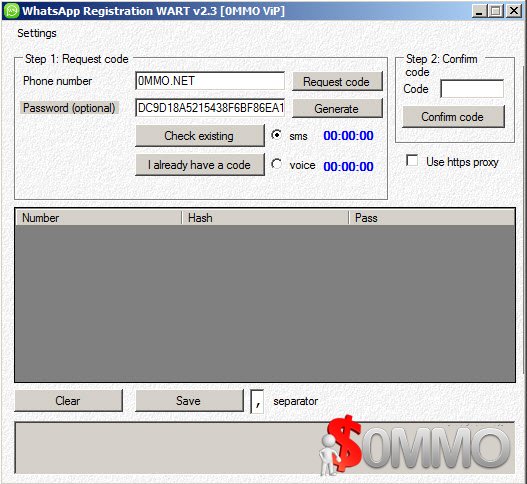 WhatsApp Registration WART v2.3 [0MMO ViP]
Settings
Step 1: Request code
Phone number 0MMO.NET Request code
Password (optional) DC9D18A5215438F6BF86EA1 Generate
Check existing sms 00:00:00
I already have a code voice 00:00:00
Step 2: Confirm
code
Code
Confirm code
Use https proxy
Number Hash Pass
Clear Save , separator
$0MMO